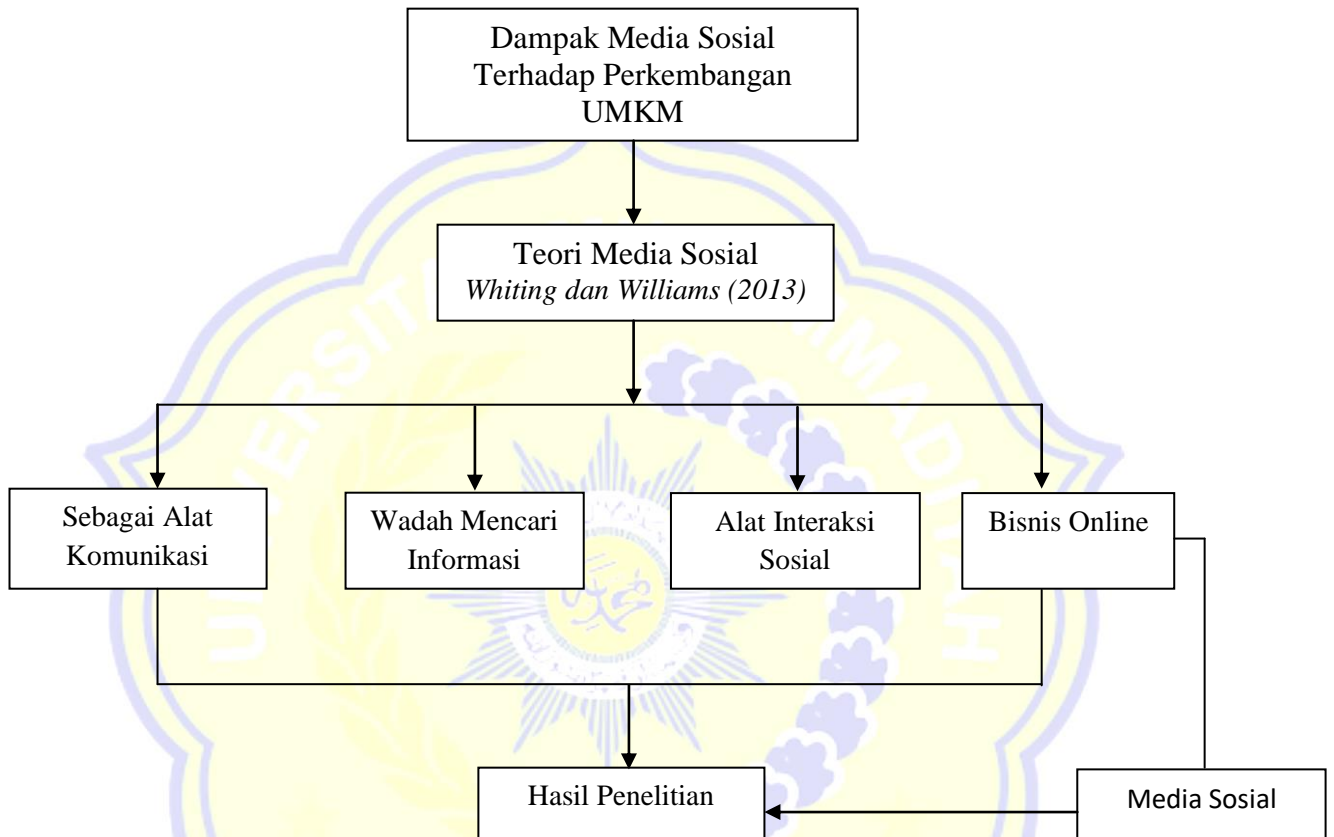 Dampak Media Sosial
Terhadap Perkembangan
UMKM
Teori Media Sosial
Whiting dan Williams (2013)
Sebagai Alat
Komunikasi
Wadah Mencari
Informasi
Alat Interaksi
Sosial
Bisnis Online
Hasil Penelitian
Media Sosial